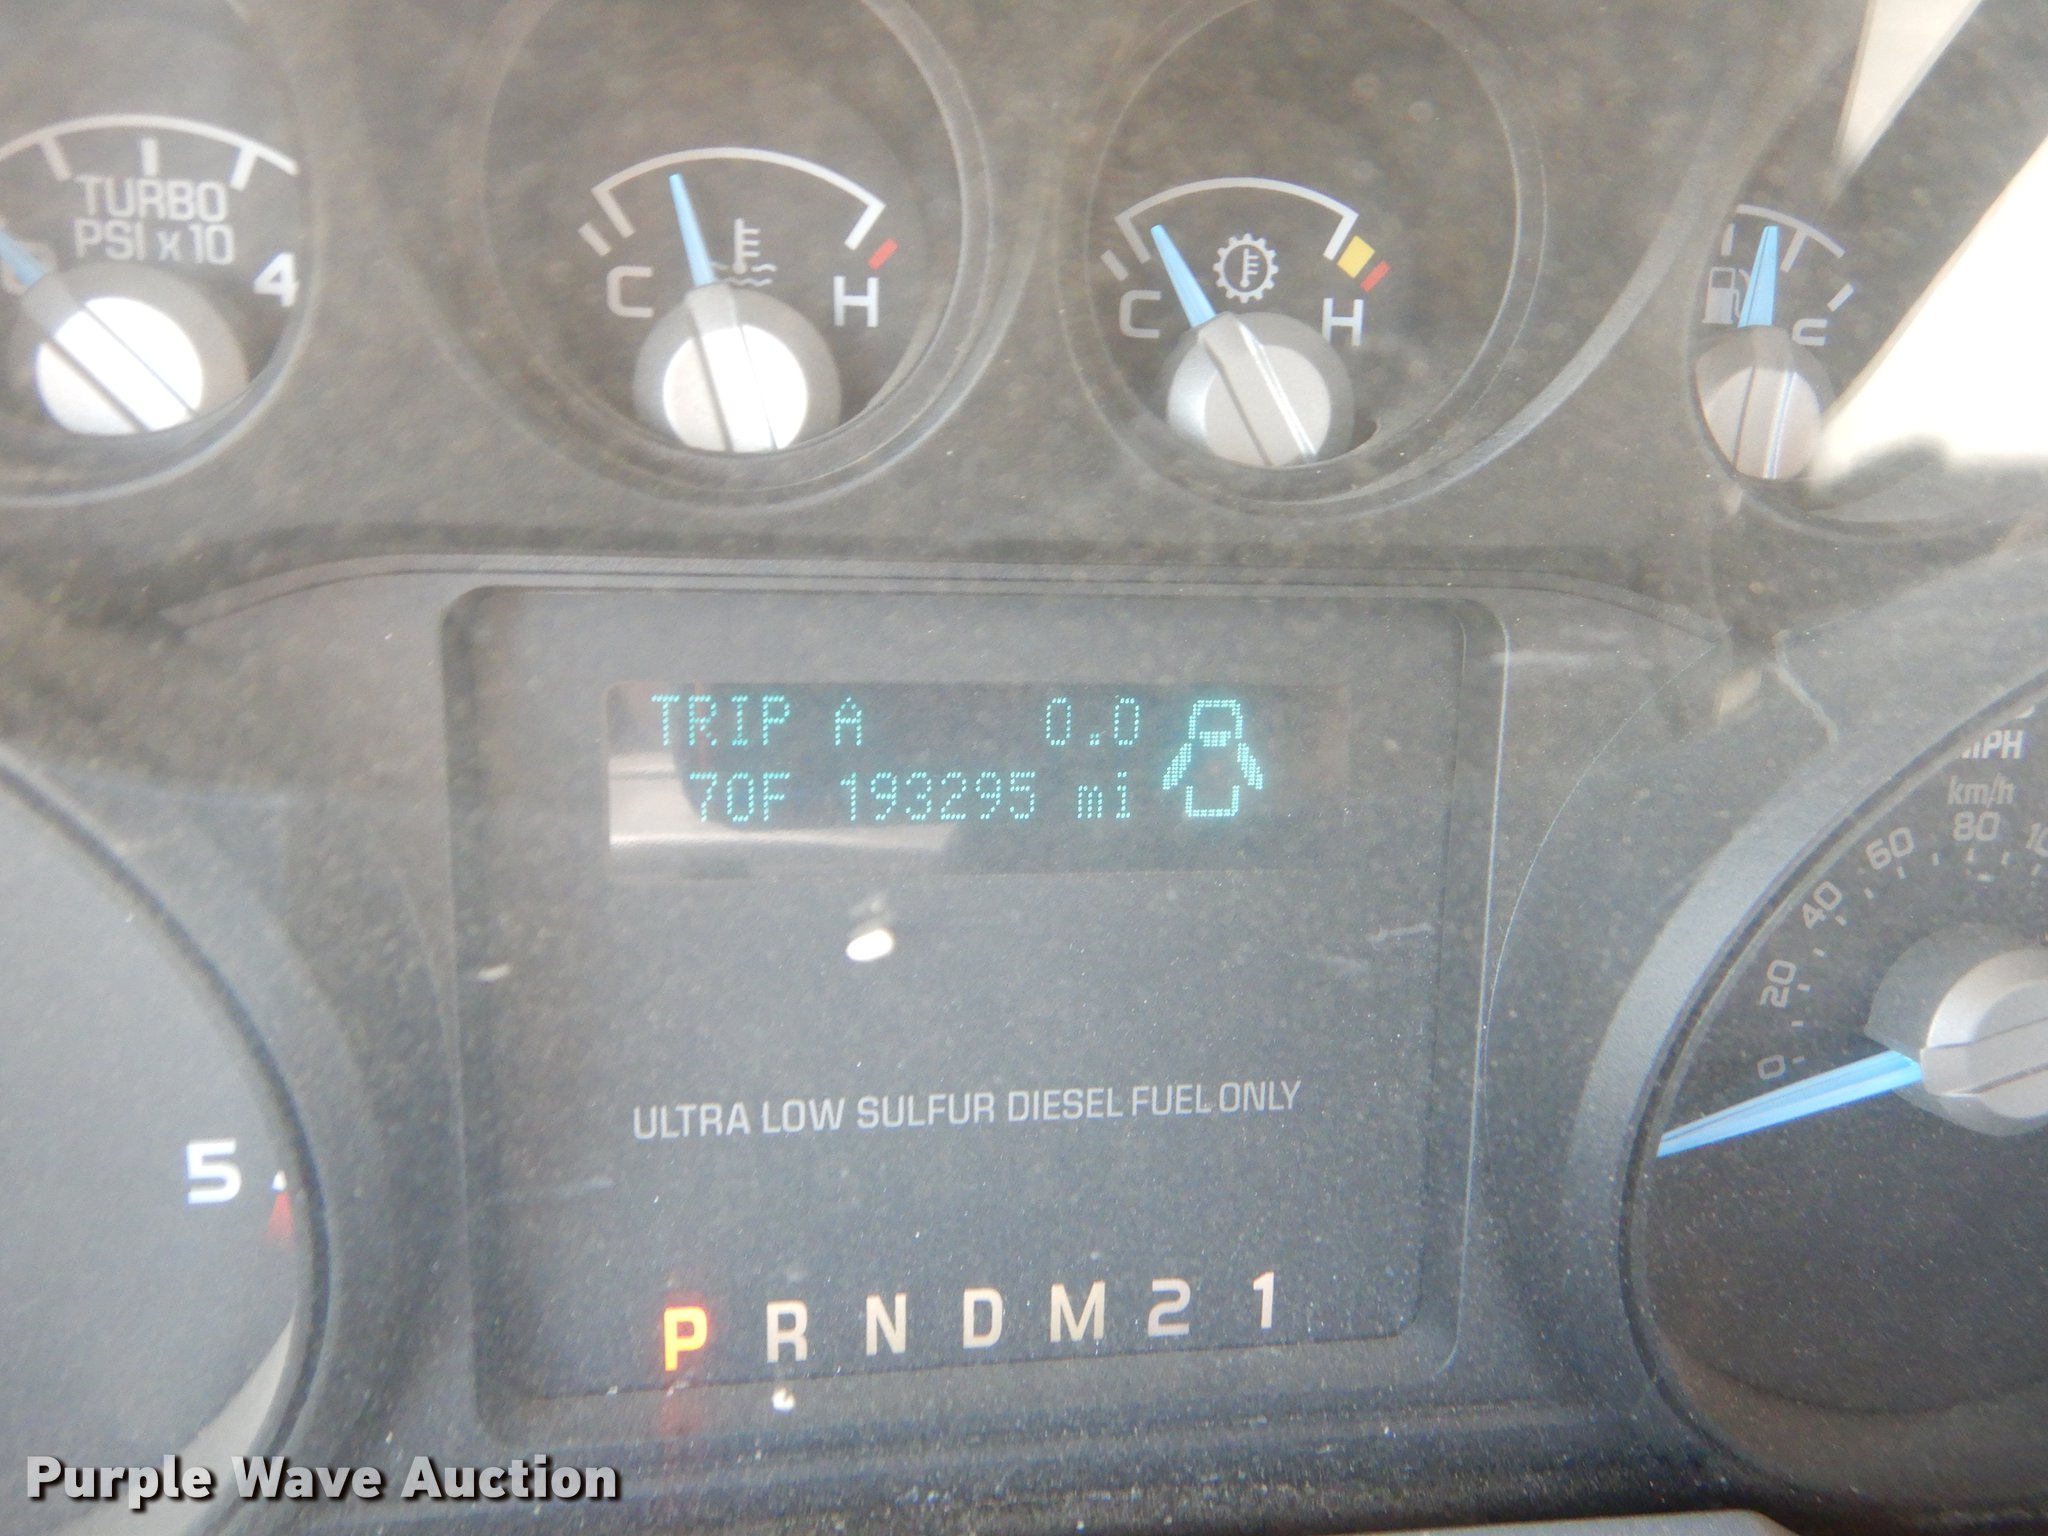 TURBO
PSI x 10
4
C
H
C
H
TRIP A 0.0
70F 193295 mi
MPH
km/h
0
20
40
60
80
ULTRA LOW SULFUR DIESEL FUEL ONLY
5
P R N D M 2 1
Purple Wave Auction